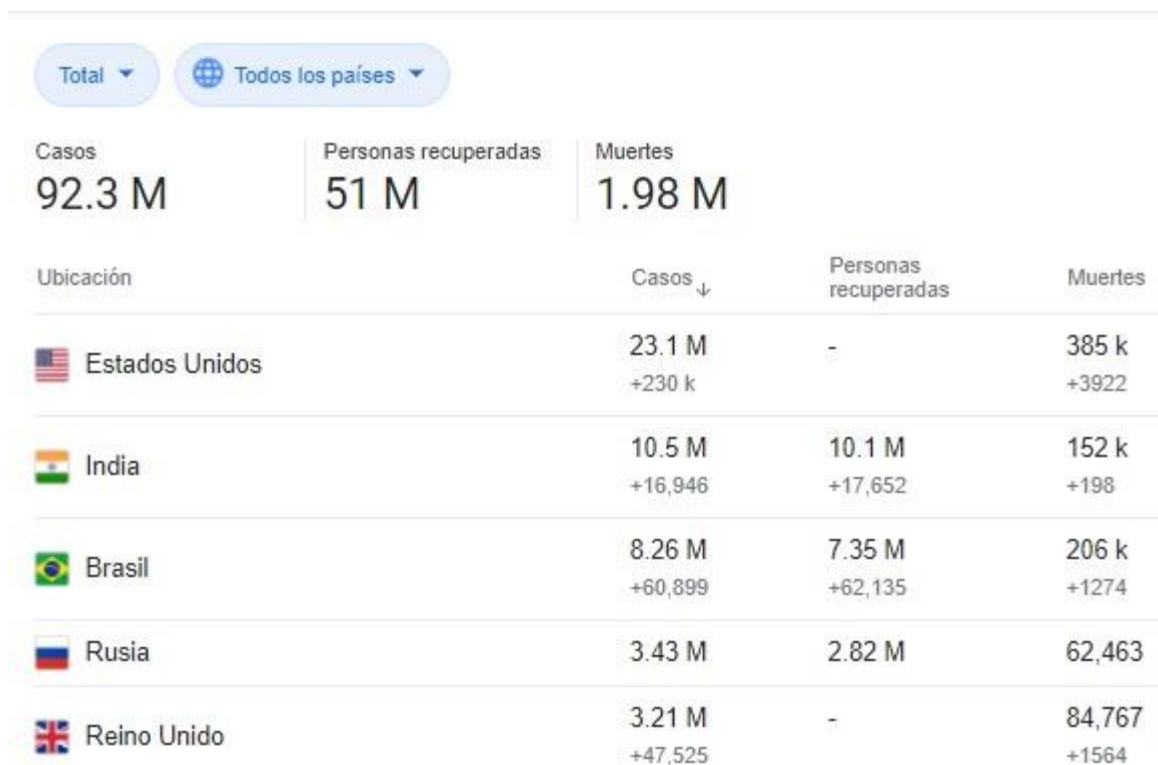 Total Todos los países
Casos Personas recuperadas Muertes
92.3 M 51 M 1.98 M
Ubicación Casos ↓ Personas recuperadas Muertes
Estados Unidos 23.1 M - 385 k
+230 k +3922
India 10.5 M 10.1 M 152 k
+16,946 +17,652 +198
Brasil 8.26 M 7.35 M 206 k
+60,899 +62,135 +1274
Rusia 3.43 M 2.82 M 62,463
Reino Unido 3.21 M - 84,767
+47,525 +1564